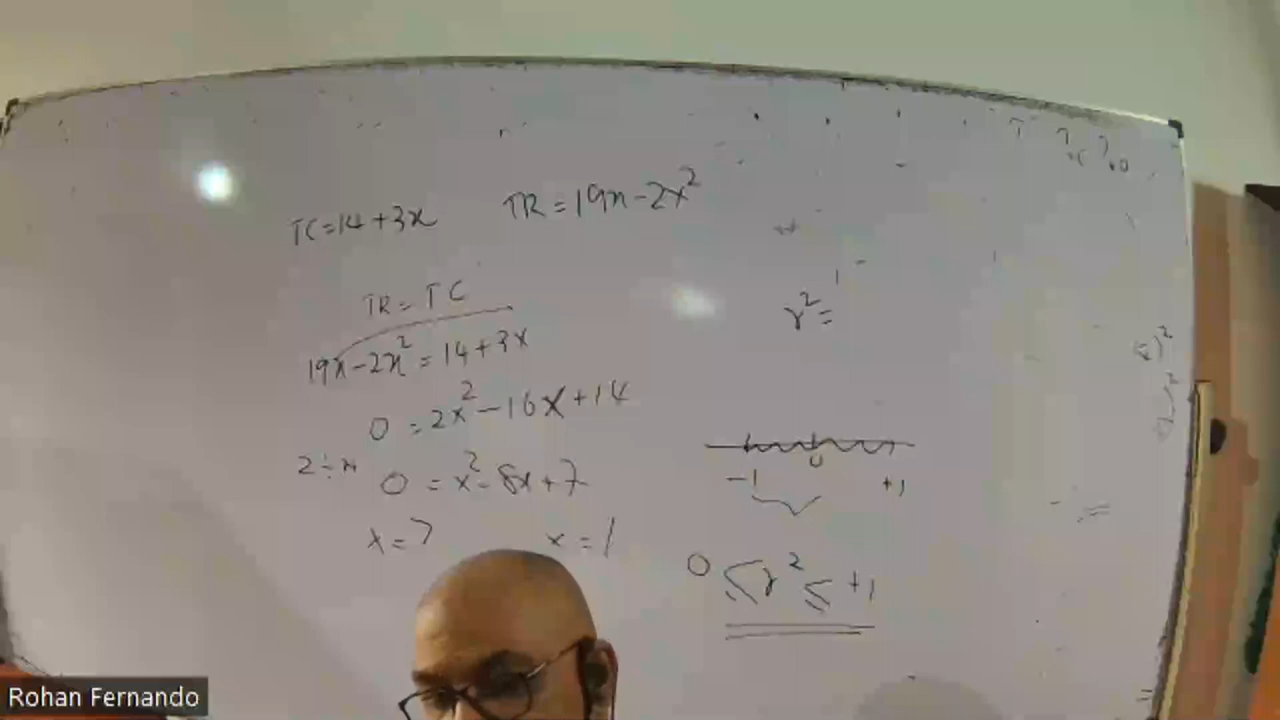 TC=14+3x
TR=19x-2x²
TR=TC
19x-2x²=14+3x
0=2x²-16x+14
0=x²-8x+7
x=7
x=1
r²=
-1 0 +1
0≤r²≤+1
Rohan Fernando